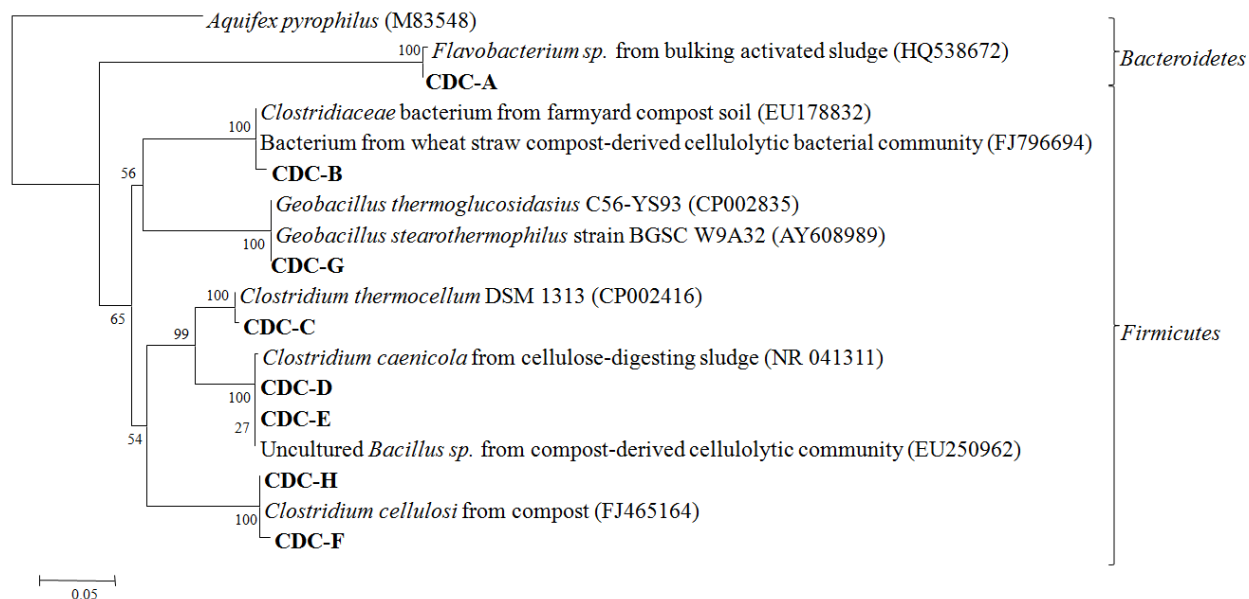 Aquifex pyrophilus (M83548)
100 Flavobacterium sp. from bulking activated sludge (HQ538672)
Bacteroidetes
CDC-A
Clostridiaceae bacterium from farmyard compost soil (EU178832)
100
Bacterium from wheat straw compost-derived cellulolytic bacterial community (FJ796694)
56
CDC-B
Geobacillus thermoglucosidasius C56-YS93 (CP002835)
Geobacillus stearothermophilus strain BGSC W9A32 (AY608989)
100
CDC-G
100 Clostridium thermocellum DSM 1313 (CP002416)
65
CDC-C
99
Firmicutes
Clostridium caenicola from cellulose-digesting sludge (NR 041311)
CDC-D
100
CDC-E
27
54
Uncultured Bacillus sp. from compost-derived cellulolytic community (EU250962)
CDC-H
Clostridium cellulosi from compost (FJ465164)
100
CDC-F
0.05